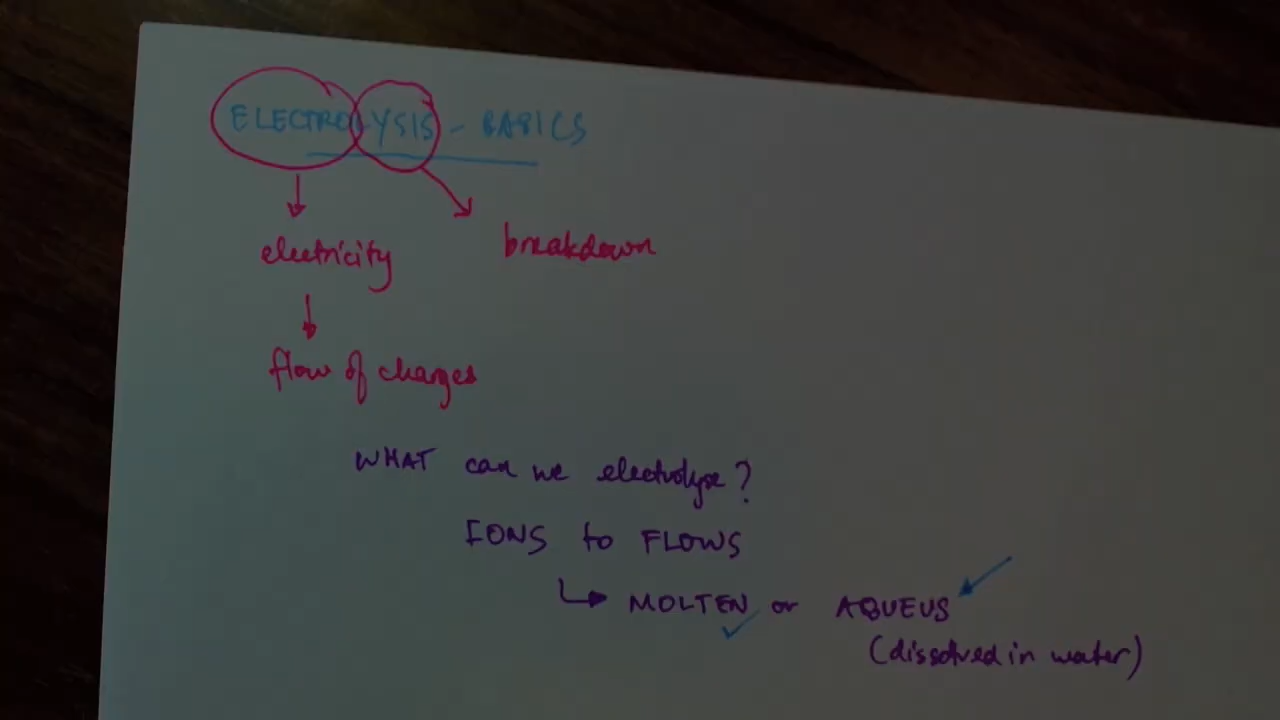 ELECTROLYSIS - BASICS
electricity
breakdown
flow of charges
WHAT can we electrolyse?
IONS to FLOWS
MOLTEN or AQUEUS
(dissolved in water)